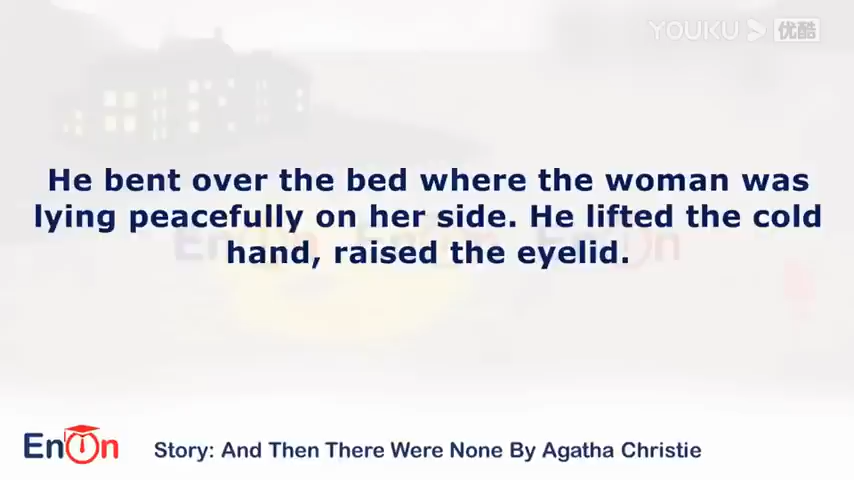 YOUKU 优酷
He bent over the bed where the woman was
lying peacefully on her side. He lifted the cold
hand, raised the eyelid.
EnOn
Story: And Then There Were None By Agatha Christie